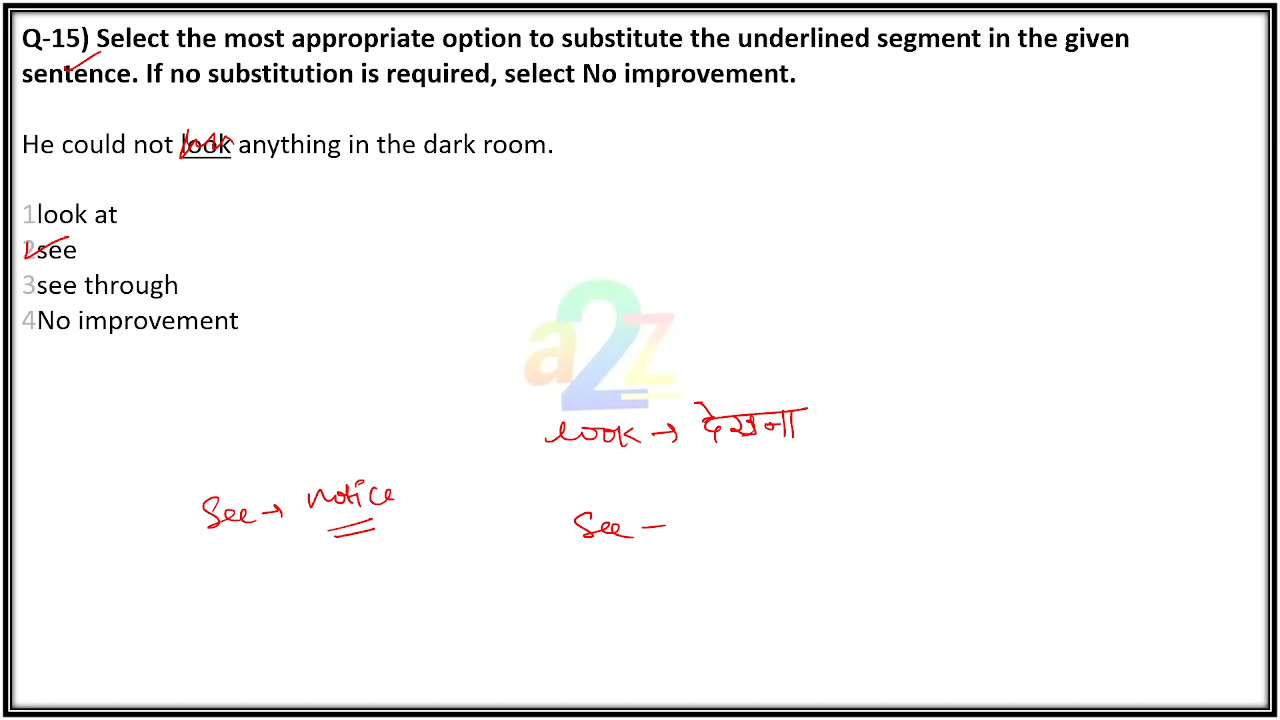 Q-15) Select the most appropriate option to substitute the underlined segment in the given
sentence. If no substitution is required, select No improvement.
He could not look anything in the dark room.
1look at
2see
3see through
4No improvement
a2z
look → देखना
See → notice
See –